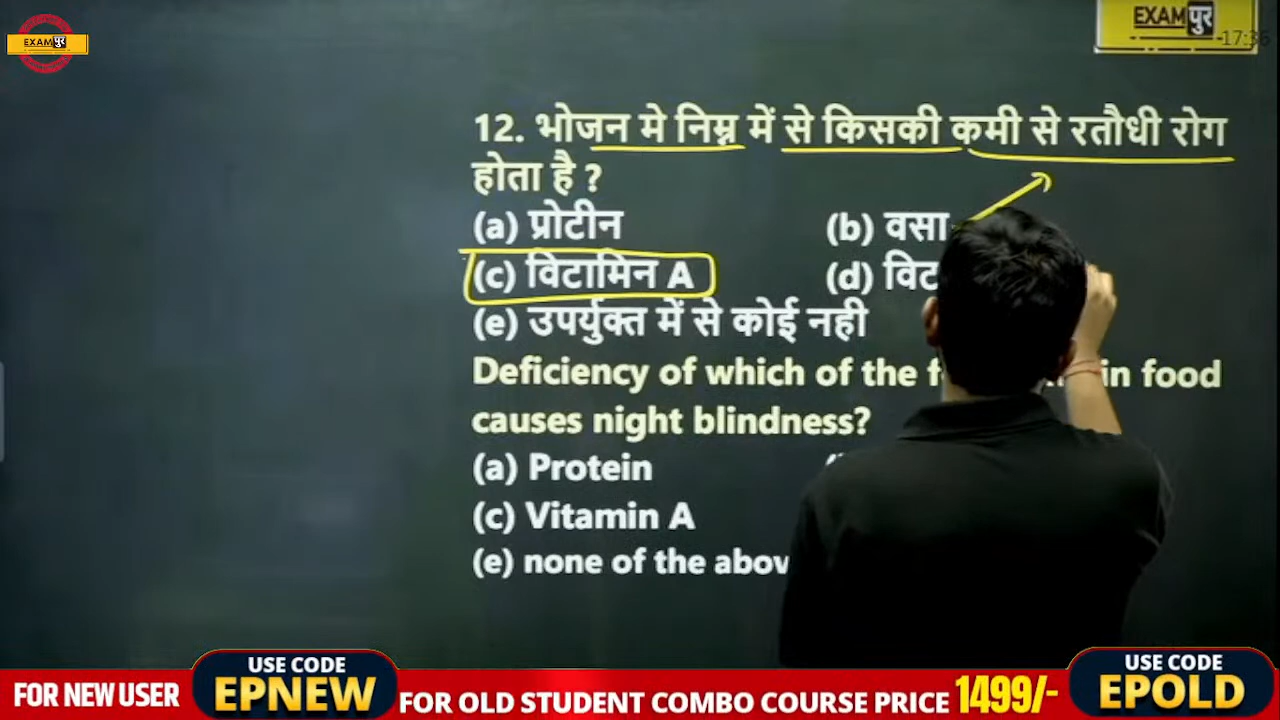 EXAMपुर
EXAMपुर
17:36
12. भोजन मे निम्न में से किसकी कमी से रतौधी रोग
होता है ?
(a) प्रोटीन (b) वसा
(c) विटामिन A (d)
(e) उपर्युक्त में से कोई नही
Deficiency of which of the in food
causes night blindness?
(a) Protein
(c) Vitamin A
(e) none of the
FOR NEW USER
USE CODE
EPNEW
FOR OLD STUDENT COMBO COURSE PRICE 1499/-
USE CODE
EPOLD